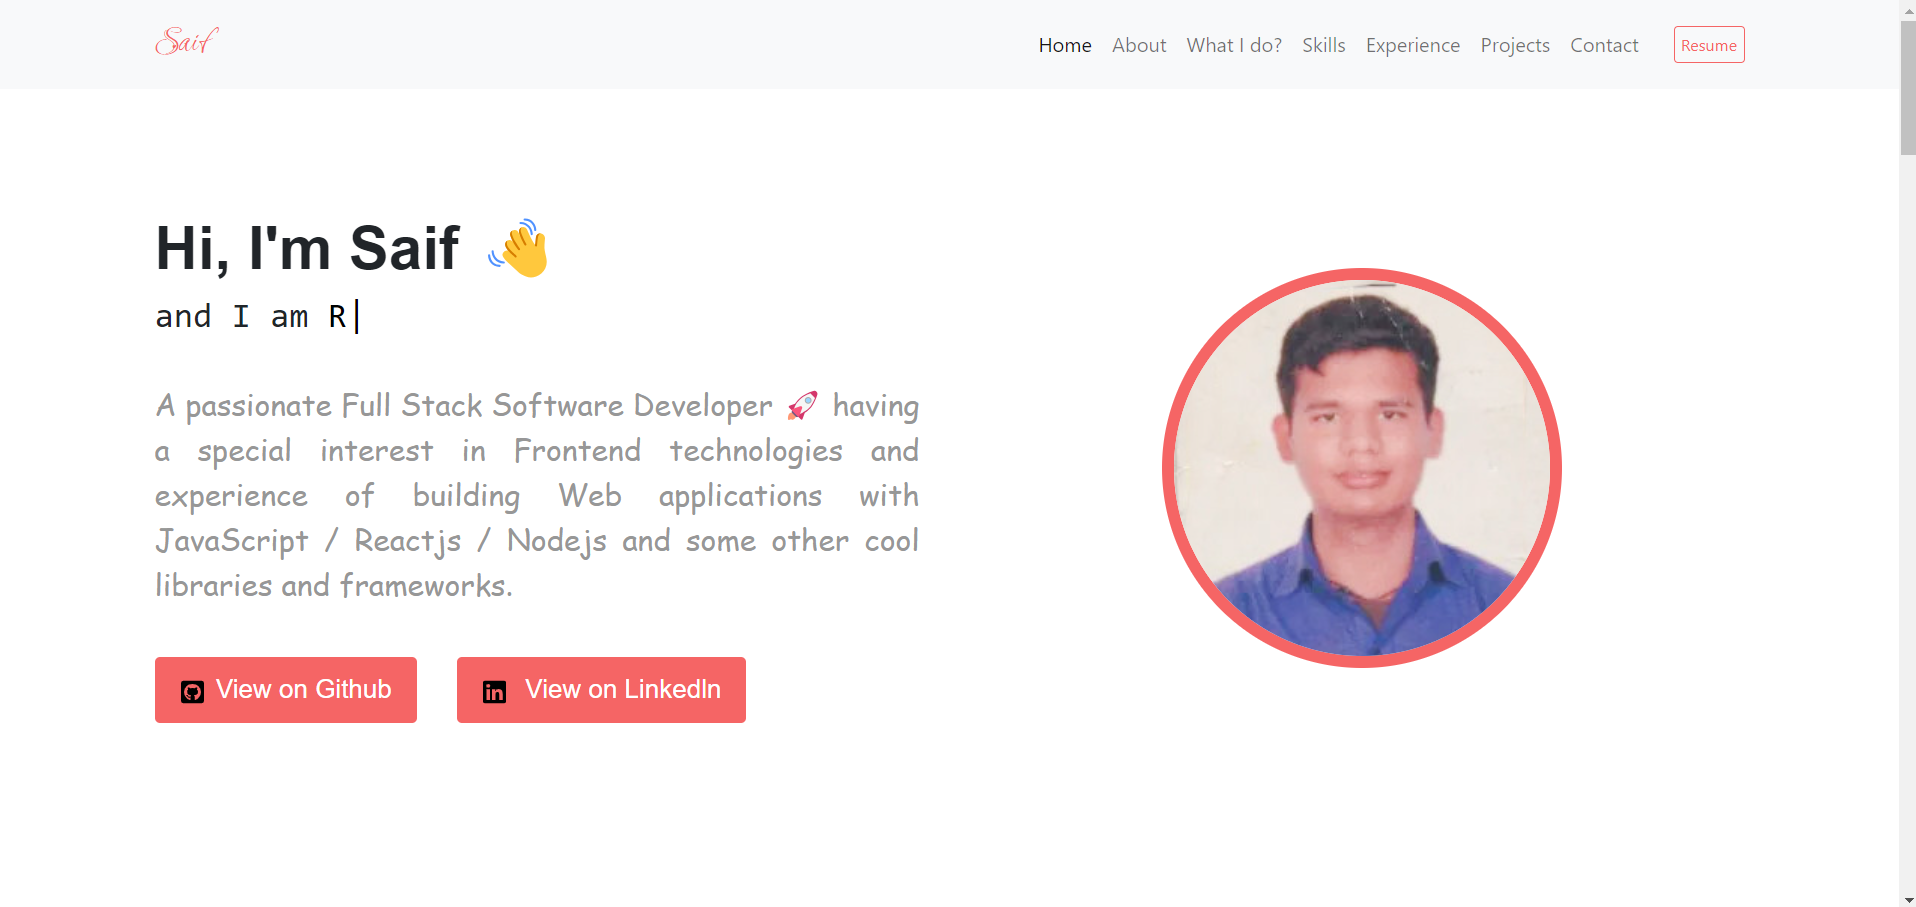 Saif
Home About What I do? Skills Experience Projects Contact Resume
Hi, I'm Saif 👋
and I am R|
A passionate Full Stack Software Developer 🚀 having
a special interest in Frontend technologies and
experience of building Web applications with
JavaScript / Reactjs / Nodejs and some other cool
libraries and frameworks.
View on Github View on LinkedIn